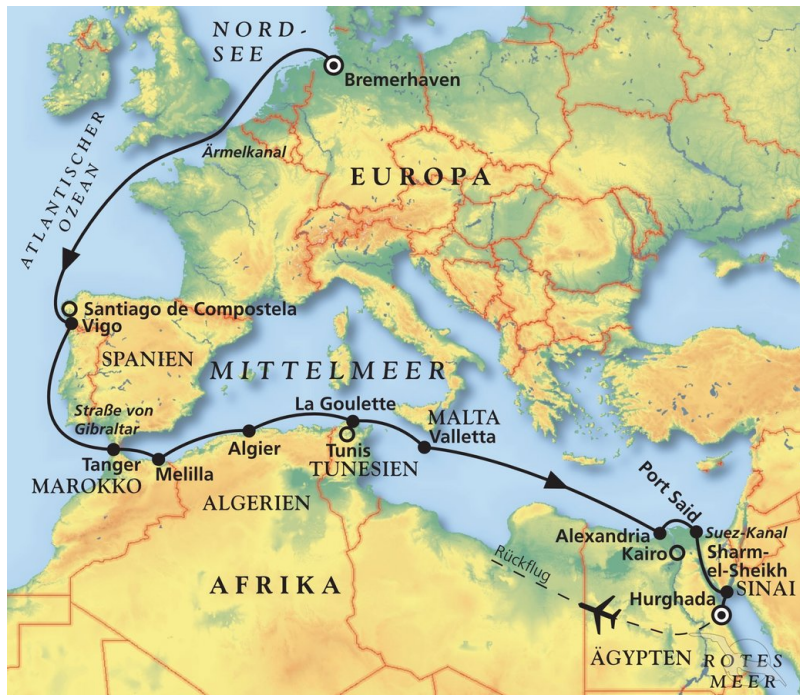 NORD-
SEE
Bremerhaven
Ärmelkanal
ATLANTISCHER
OZEAN
EUROPA
Santiago de Compostela
Vigo
SPANIEN
MITTELMEER
Straße von
Gibraltar
La Goulette
MALTA
Valletta
Algier
Tunis
TUNESIEN
Tanger
Melilla
MAROKKO
ALGERIEN
Port Said
Alexandria
Suez-Kanal
Kairo
Sharm-
el-Sheikh
SINAI
Rückflug
AFRIKA
Hurghada
ÄGYPTEN
ROTES
MEER